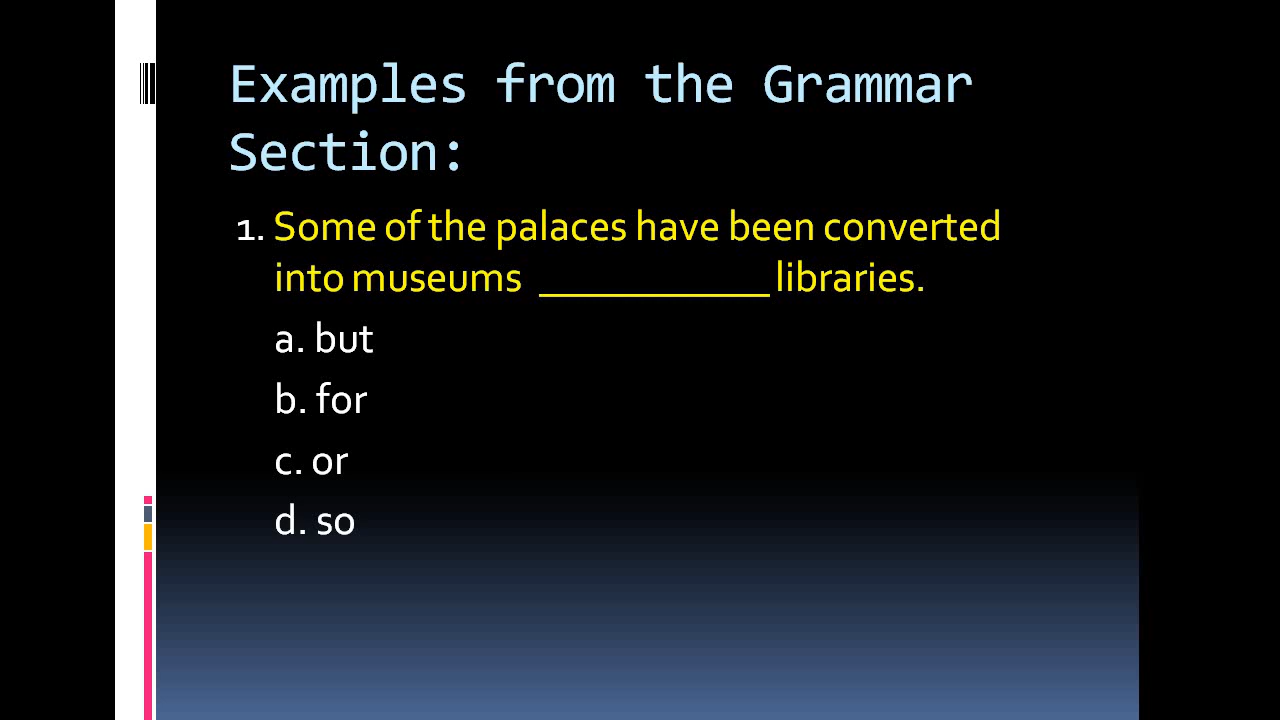 Examples from the Grammar
Section:
1. Some of the palaces have been converted
into museums ___________ libraries.
a. but
b. for
c. or
d. so